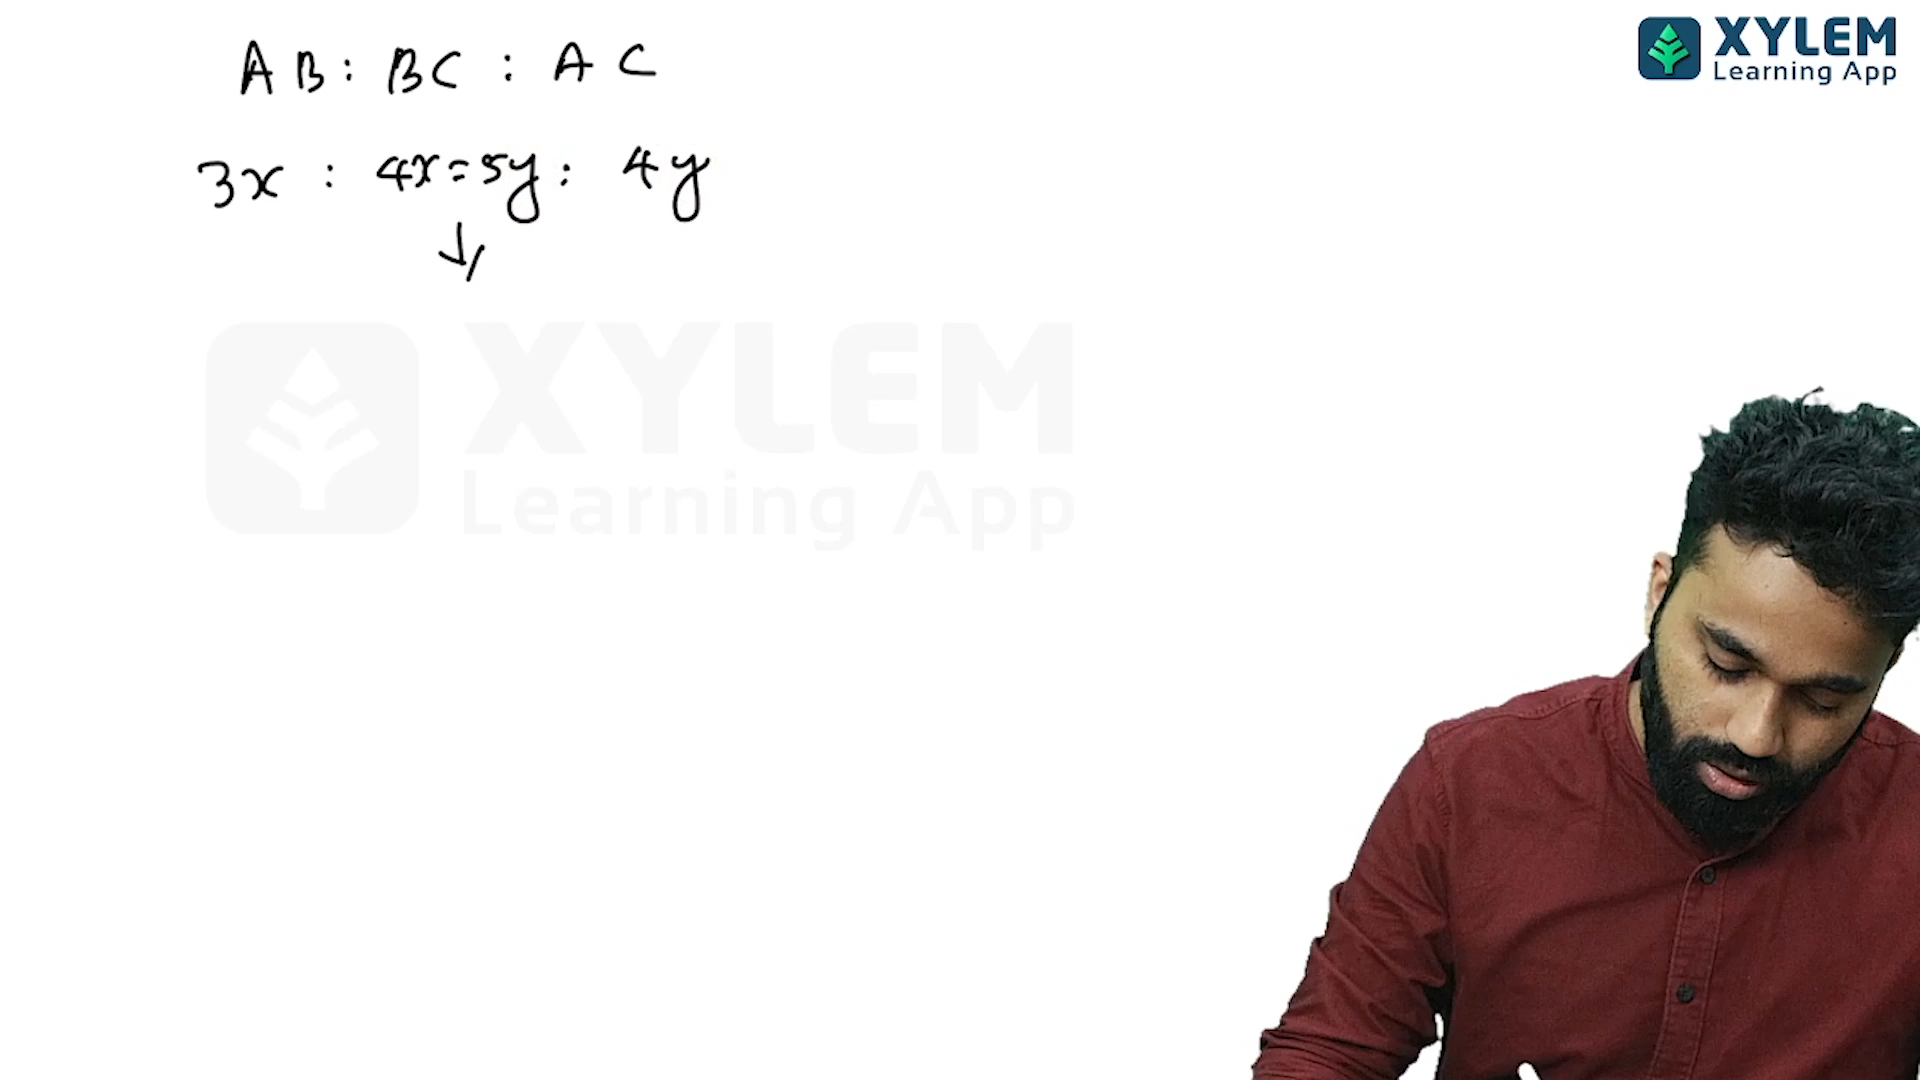 AB : BC : AC
3x : 4x = 5y : 4y
XYLEM
Learning App
XYLEM
Learning App